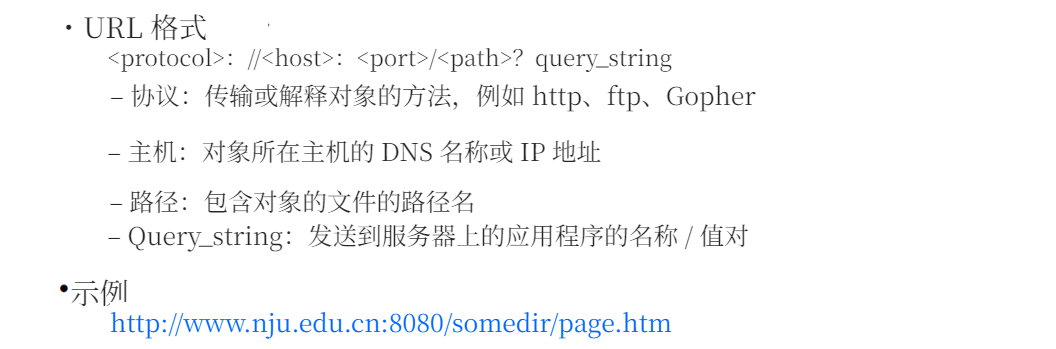 ・URL 格式
<protocol>：//<host>：<port>/<path>？query_string
– 协议：传输或解释对象的方法，例如 http、ftp、Gopher
– 主机：对象所在主机的 DNS 名称或 IP 地址
– 路径：包含对象的文件的路径名
– Query_string：发送到服务器上的应用程序的名称 / 值对
•示例
http://www.nju.edu.cn:8080/somedir/page.htm